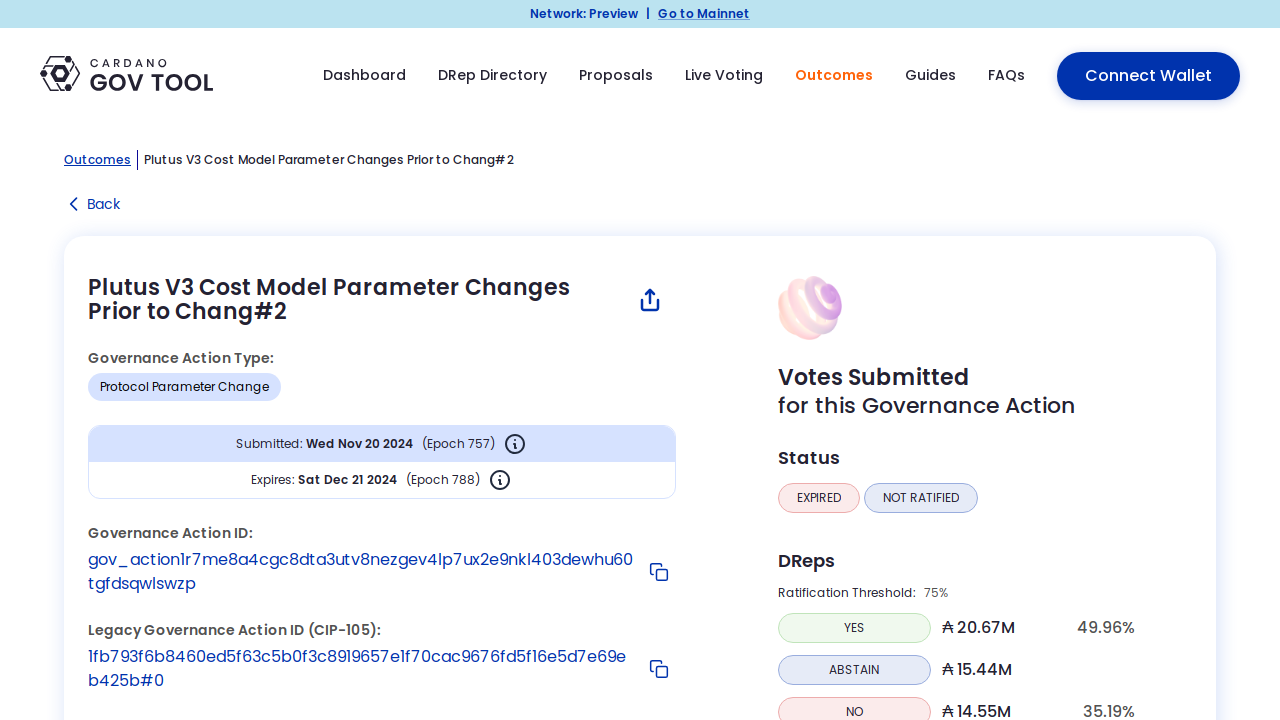 Network: Preview | Go to Mainnet
CARDANO
GOV TOOL
Dashboard DRep Directory Proposals Live Voting Outcomes Guides FAQs Connect Wallet
Outcomes | Plutus V3 Cost Model Parameter Changes Prior to Chang#2
Back
Plutus V3 Cost Model Parameter Changes
Prior to Chang#2
Governance Action Type:
Protocol Parameter Change
Submitted: Wed Nov 20 2024 (Epoch 757)
Expires: Sat Dec 21 2024 (Epoch 788)
Governance Action ID:
gov_action1r7me8a4cgc8dta3utv8nezgev4lp7ux2e9nkl403dewhu60
tgfdsqwlswzp
Legacy Governance Action ID (CIP-105):
1fb793f6b8460ed5f63c5b0f3c8919657e1f70cac9676fd5f16e5d7e69e
b425b#0
Votes Submitted
for this Governance Action
Status
EXPIRED NOT RATIFIED
DReps
Ratification Threshold: 75%
YES ₳ 20.67M 49.96%
ABSTAIN ₳ 15.44M
NO ₳ 14.55M 35.19%